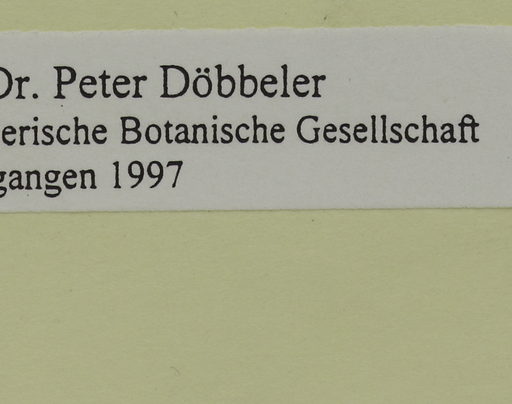 Dr. Peter Döbbeler
erische Botanische Gesellschaft
gangen 1997